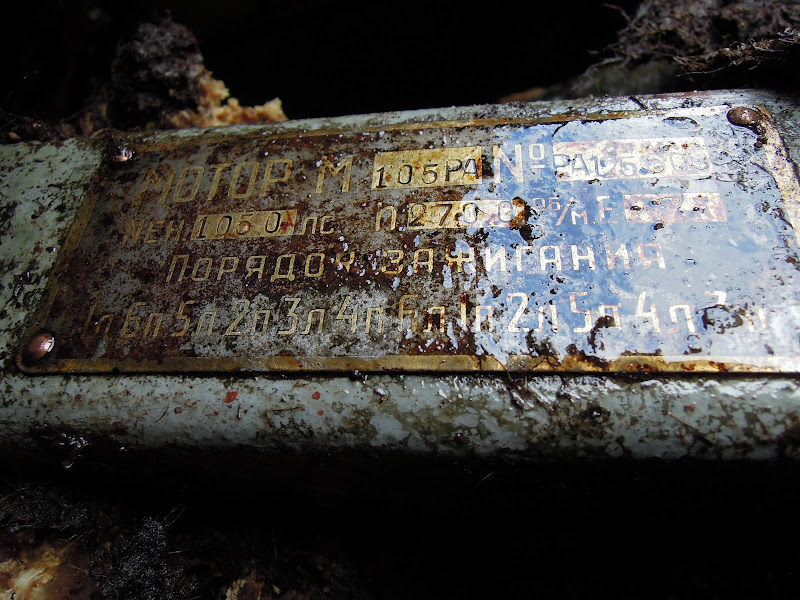 МОТОР М 105РА №
NЕН 1050 ЛС. П 2700 ОБ/М.
ПОРЯДОК ЗАЖИГАНИЯ
1Л 6П 5Л 2П 3Л 4П 6Л 1П 2Л 5П 4Л